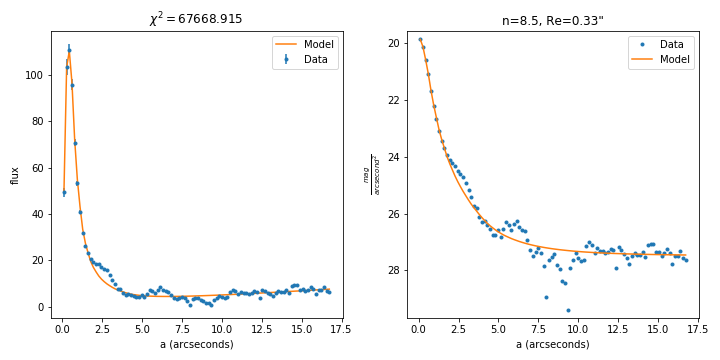 χ² = 67668.915
flux
100
80
60
40
20
0
0.0 2.5 5.0 7.5 10.0 12.5 15.0 17.5
a (arcseconds)
Model
Data
n=8.5, Re=0.33"
mag
arcsecond²
20
22
24
26
28
0.0 2.5 5.0 7.5 10.0 12.5 15.0 17.5
a (arcseconds)
Data
Model